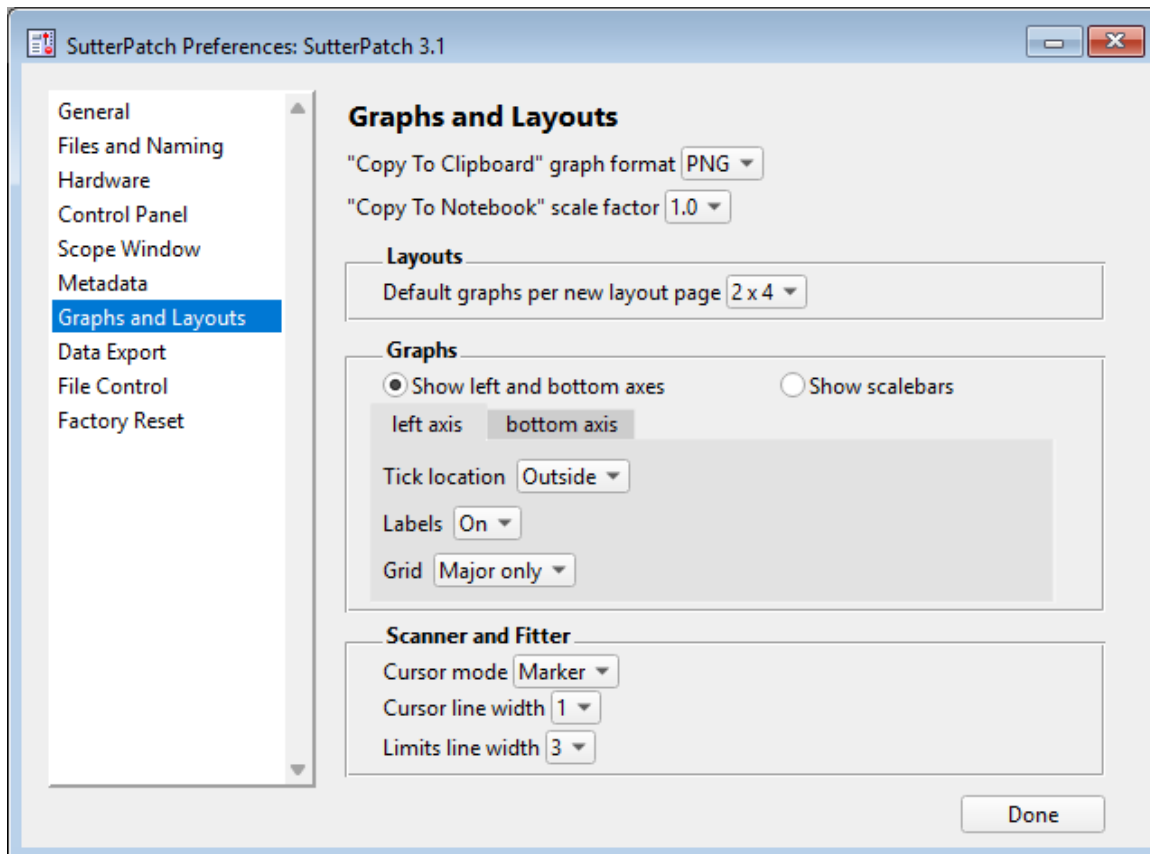 SutterPatch Preferences: SutterPatch 3.1
General
Files and Naming
Hardware
Control Panel
Scope Window
Metadata
Graphs and Layouts
Data Export
File Control
Factory Reset
Graphs and Layouts
"Copy To Clipboard" graph format PNG
"Copy To Notebook" scale factor 1.0
Layouts
Default graphs per new layout page 2 x 4
Graphs
Show left and bottom axes Show scalebars
left axis bottom axis
Tick location Outside
Labels On
Grid Major only
Scanner and Fitter
Cursor mode Marker
Cursor line width 1
Limits line width 3
Done